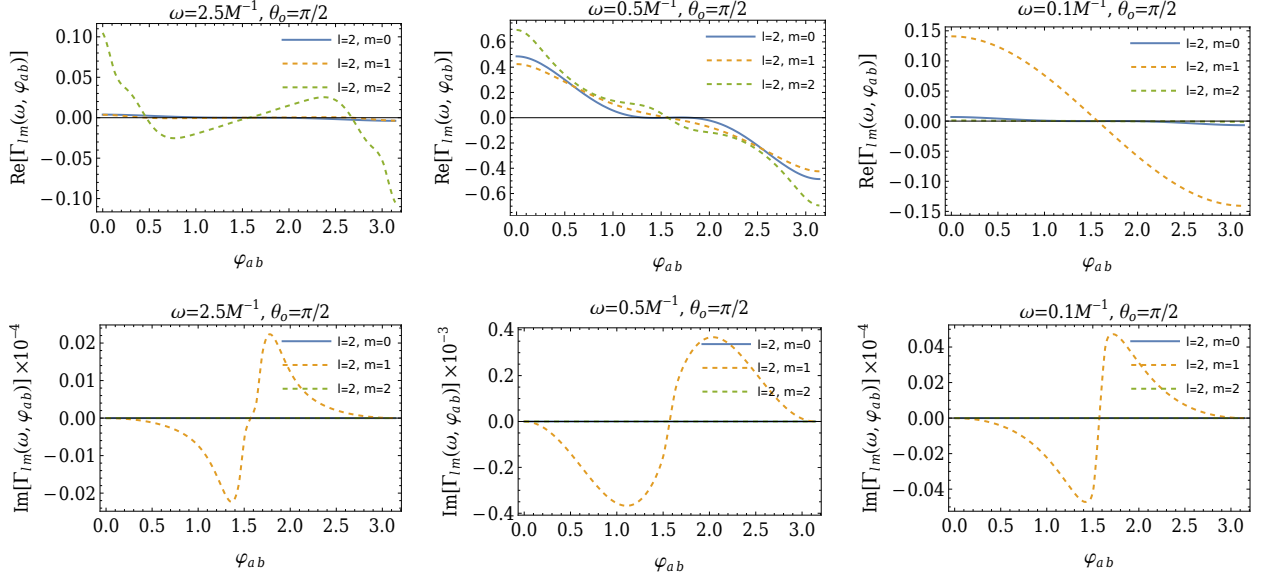 ω=2.5M⁻¹, θₒ=π/2
Re[Γₗₘ(ω, φₐb)]
0.10
0.05
0.00
−0.05
−0.10
l=2, m=0
l=2, m=1
l=2, m=2
0.0 0.5 1.0 1.5 2.0 2.5 3.0
φₐb
ω=0.5M⁻¹, θₒ=π/2
Re[Γₗₘ(ω, φₐb)]
0.6
0.4
0.2
0.0
−0.2
−0.4
−0.6
l=2, m=0
l=2, m=1
l=2, m=2
0.0 0.5 1.0 1.5 2.0 2.5 3.0
φₐb
ω=0.1M⁻¹, θₒ=π/2
Re[Γₗₘ(ω, φₐb)]
0.15
0.10
0.05
0.00
−0.05
−0.10
−0.15
l=2, m=0
l=2, m=1
l=2, m=2
0.0 0.5 1.0 1.5 2.0 2.5 3.0
φₐb
ω=2.5M⁻¹, θₒ=π/2
Im[Γₗₘ(ω, φₐb)] ×10⁻⁴
0.02
0.01
0.00
−0.01
−0.02
l=2, m=0
l=2, m=1
l=2, m=2
0.0 0.5 1.0 1.5 2.0 2.5 3.0
φₐb
ω=0.5M⁻¹, θₒ=π/2
Im[Γₗₘ(ω, φₐb)] ×10⁻³
0.4
0.2
0.0
−0.2
−0.4
l=2, m=0
l=2, m=1
l=2, m=2
0.0 0.5 1.0 1.5 2.0 2.5 3.0
φₐb
ω=0.1M⁻¹, θₒ=π/2
Im[Γₗₘ(ω, φₐb)] ×10⁻⁴
0.04
0.02
0.00
−0.02
−0.04
l=2, m=0
l=2, m=1
l=2, m=2
0.0 0.5 1.0 1.5 2.0 2.5 3.0
φₐb